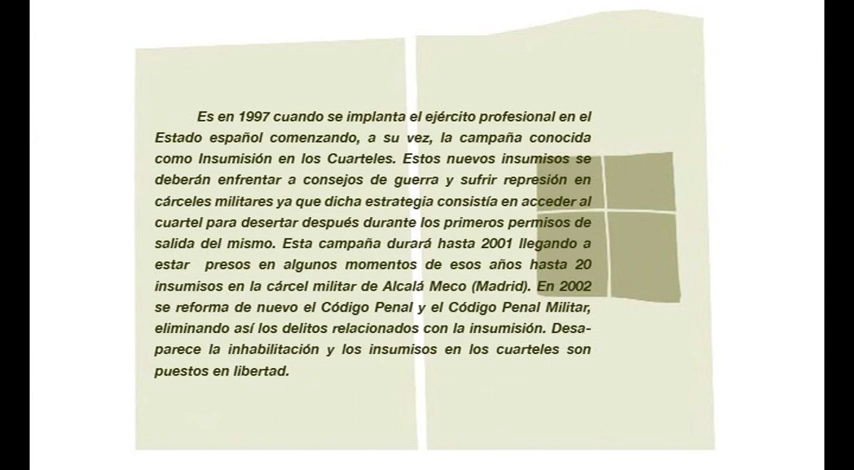 Es en 1997 cuando se implanta el ejército profesional en el
Estado español comenzando, a su vez, la campaña conocida
como Insumisión en los Cuarteles. Estos nuevos insumisos se
deberán enfrentar a consejos de guerra y sufrir represión en
cárceles militares ya que dicha estrategia consistía en acceder al
cuartel para desertar después durante los primeros permisos de
salida del mismo. Esta campaña durará hasta 2001 llegando a
estar presos en algunos momentos de esos años hasta 20
insumisos en la cárcel militar de Alcalá Meco (Madrid). En 2002
se reforma de nuevo el Código Penal y el Código Penal Militar,
eliminando así los delitos relacionados con la insumisión. Desa-
parece la inhabilitación y los insumisos en los cuarteles son
puestos en libertad.